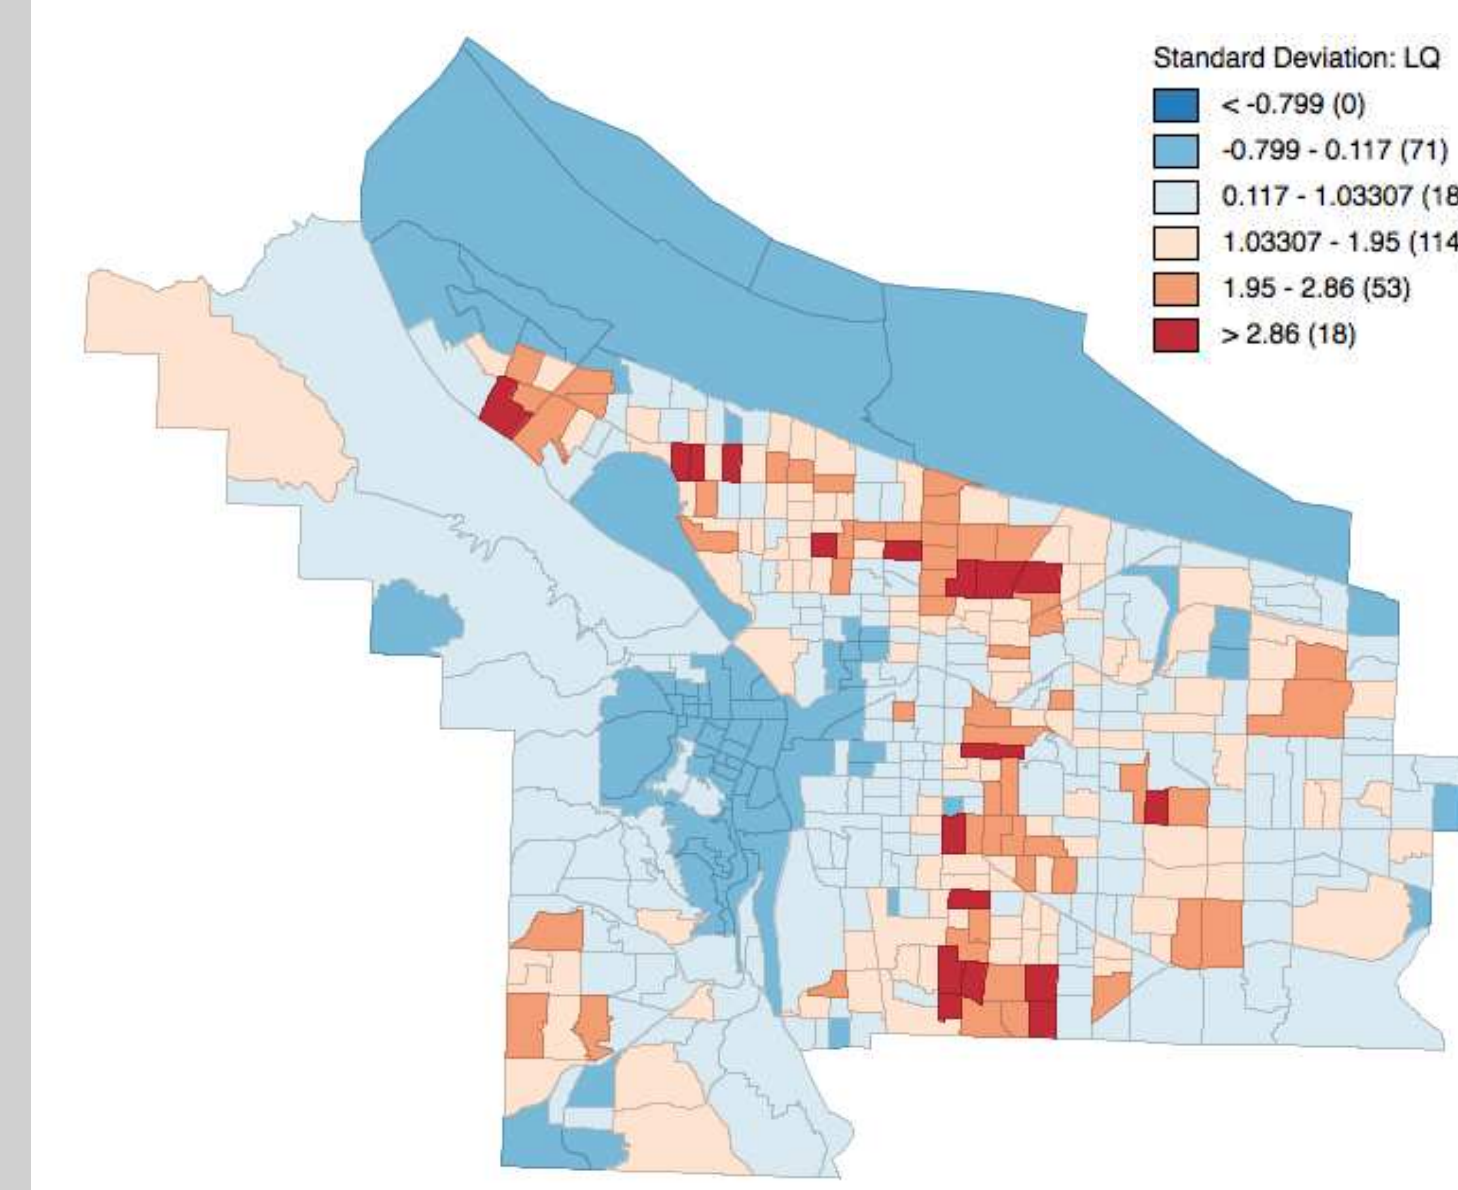 Standard Deviation: LQ
< -0.799 (0)
-0.799 - 0.117 (71)
0.117 - 1.03307 (18
1.03307 - 1.95 (114
1.95 - 2.86 (53)
> 2.86 (18)